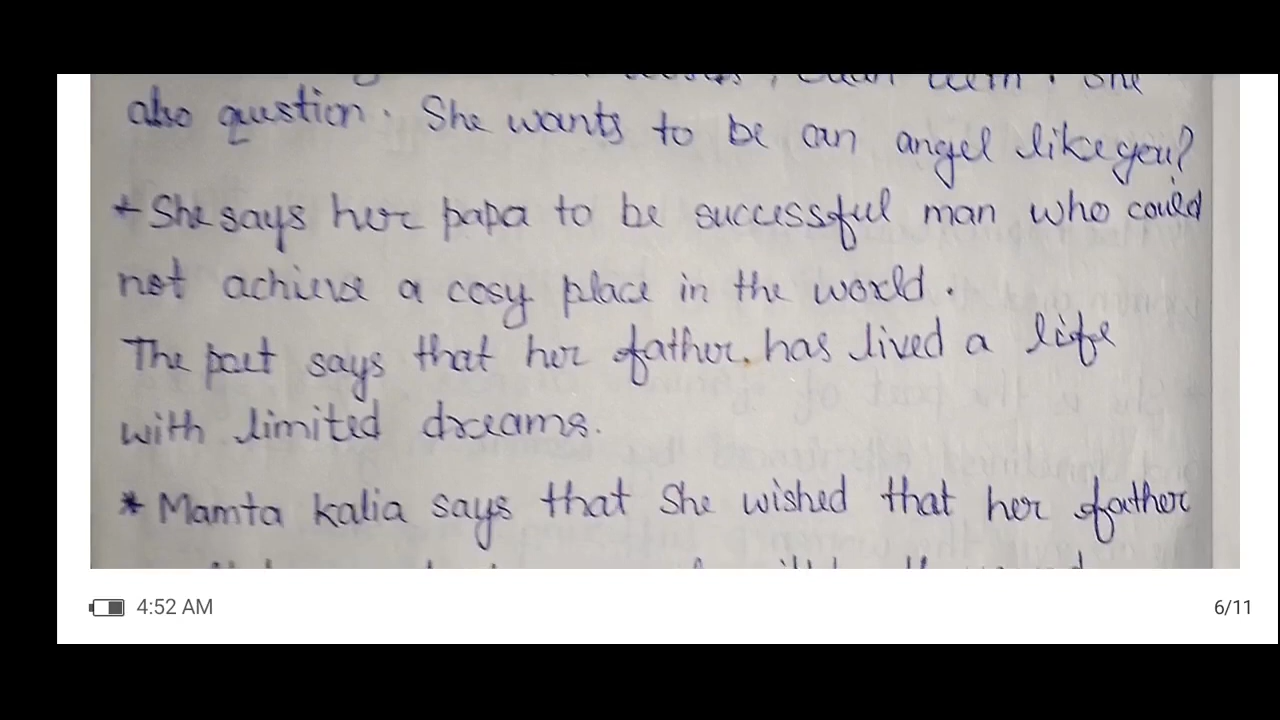 She
also question. She wants to be an angel like you?
* She says her papa to be successful man who could
not achieve a cosy place in the world.
The poet says that her father. has lived a life
with limited dreams.
* Mamta kalia says that She wished that her father
4:52 AM
6/11